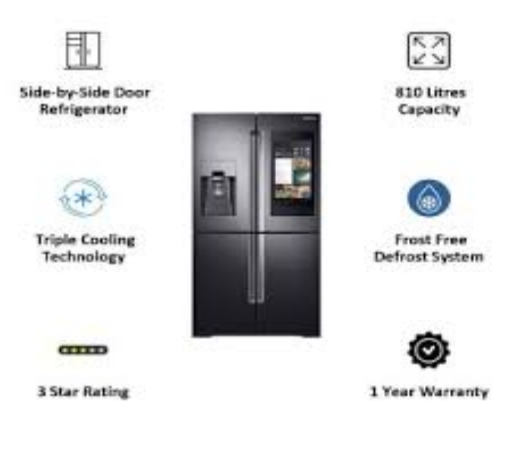 Side-by-Side Door
Refrigerator
810 Litres
Capacity
Triple Cooling
Technology
Frost Free
Defrost System
3 Star Rating
1 Year Warranty